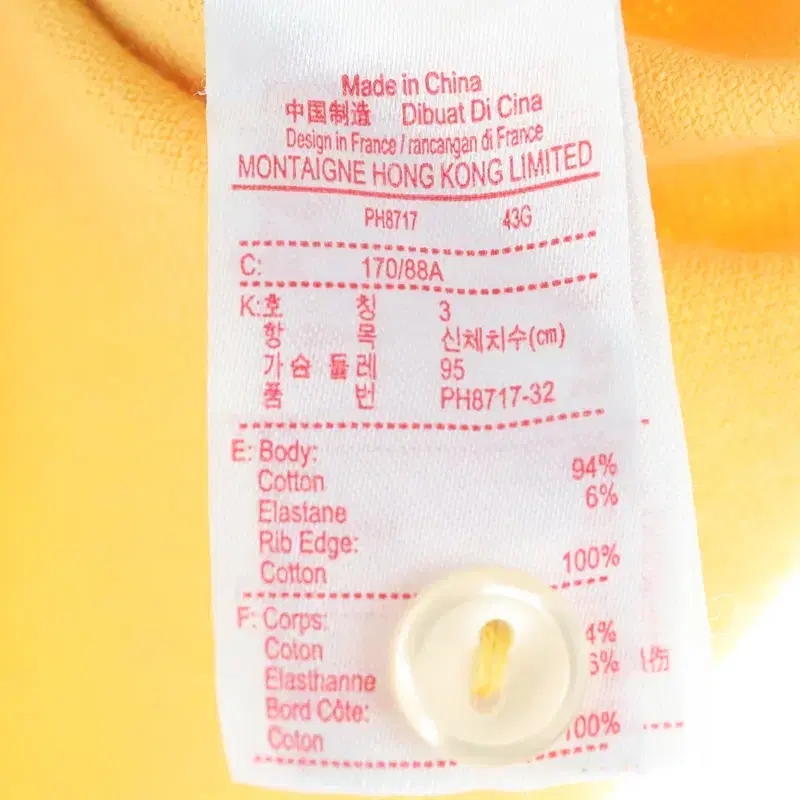 Made in China
中国制造 Dibuat Di Cina
Design in France / rancangan di France
MONTAIGNE HONG KONG LIMITED
PH8717 43G
C: 170/88A
K:호 칭 3
항 목 신체치수(cm)
가슴 둘레 95
품 번 PH8717-32
E: Body:
Cotton 94%
Elastane 6%
Rib Edge:
Cotton 100%
F: Corps:
Coton 4%
Elasthanne 6%
Bord Côte:
Coton 100%